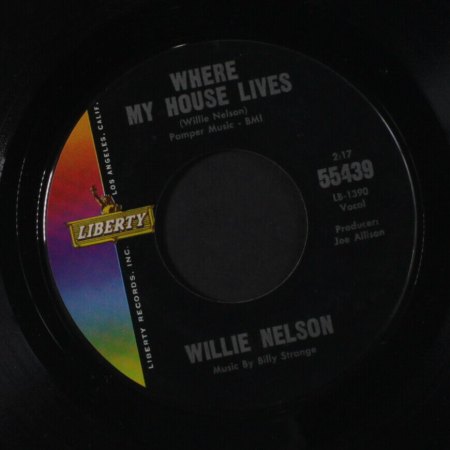 WHERE
MY HOUSE LIVES
(Willie Nelson)
Pamper Music - BMI
2:17
55439
LB-1390
Vocal
Producer:
Joe Allison
LIBERTY
LIBERTY RECORDS, INC. LOS ANGELES, CALIF.
WILLIE NELSON
Music By Billy Strange